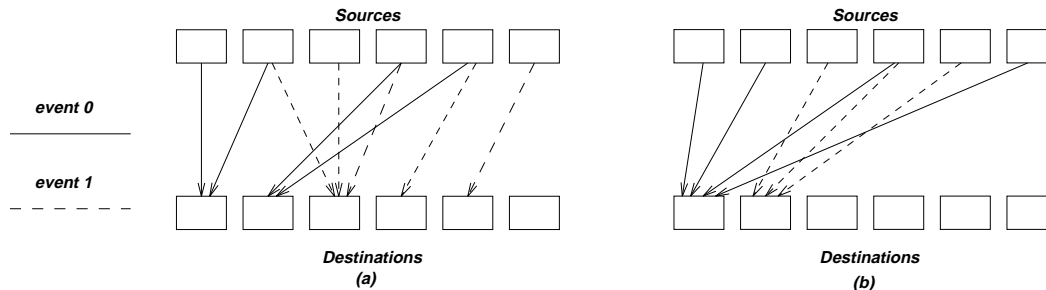 Sources
Sources
event 0
event 1
Destinations
(a)
Destinations
(b)